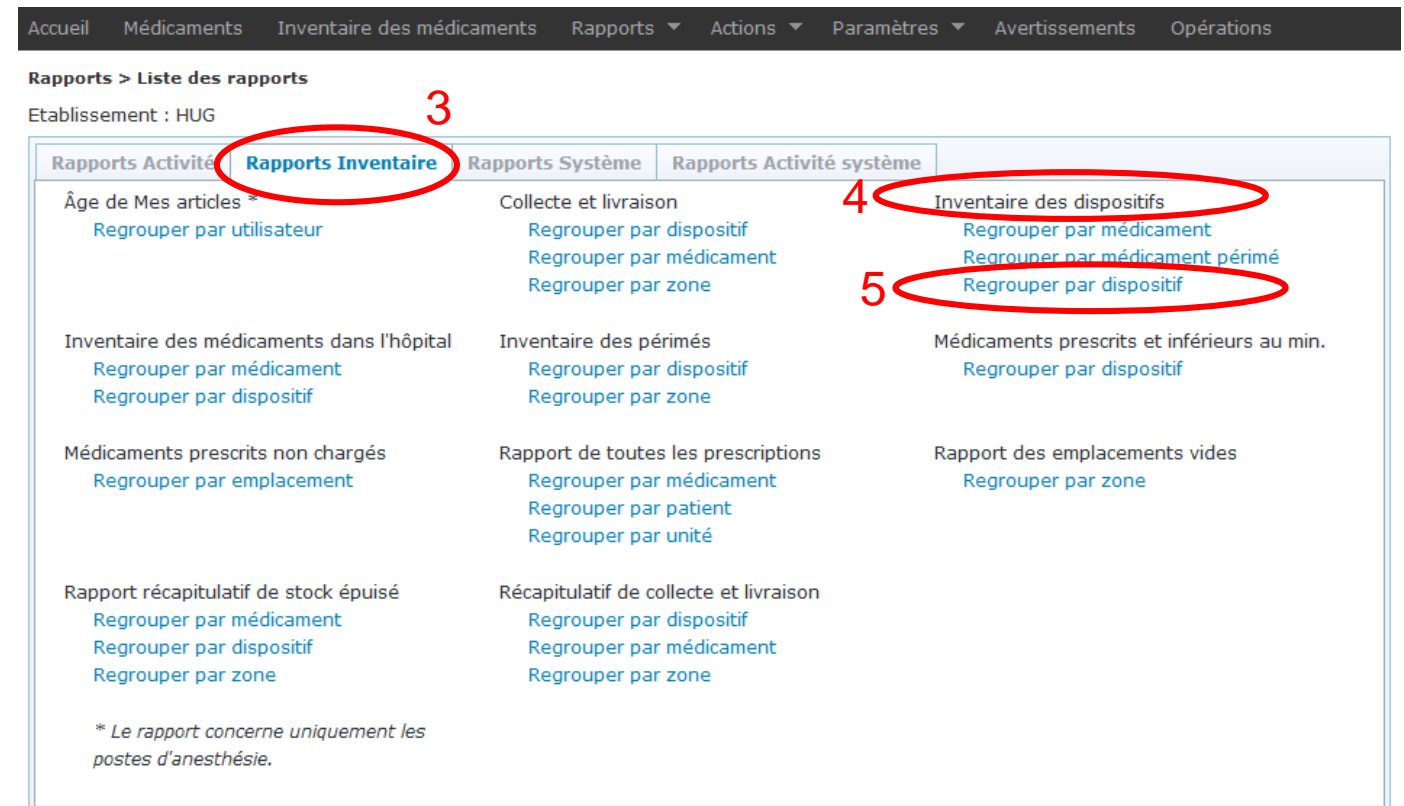 Accueil Médicaments Inventaire des médicaments Rapports Actions Paramètres Avertissements Opérations
Rapports > Liste des rapports
Etablissement : HUG
3
Rapports Activité Rapports Inventaire Rapports Système Rapports Activité système
Âge de Mes articles *
Regrouper par utilisateur
Collecte et livraison
Regrouper par dispositif
Regrouper par médicament
Regrouper par zone
4
Inventaire des dispositifs
Regrouper par médicament
Regrouper par médicament périmé
5
Regrouper par dispositif
Inventaire des médicaments dans l'hôpital
Regrouper par médicament
Regrouper par dispositif
Inventaire des périmés
Regrouper par dispositif
Regrouper par zone
Médicaments prescrits et inférieurs au min.
Regrouper par dispositif
Médicaments prescrits non chargés
Regrouper par emplacement
Rapport de toutes les prescriptions
Regrouper par médicament
Regrouper par patient
Regrouper par unité
Rapport des emplacements vides
Regrouper par zone
Rapport récapitulatif de stock épuisé
Regrouper par médicament
Regrouper par dispositif
Regrouper par zone
Récapitulatif de collecte et livraison
Regrouper par dispositif
Regrouper par médicament
Regrouper par zone
* Le rapport concerne uniquement les
postes d'anesthésie.